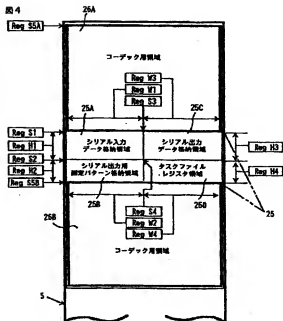 図4
26A
Reg S5A
コーデック用領域
Reg W3
Reg W1
Reg S3
25A
25C
Reg S1
シリアル入力
データ格納領域
シリアル出力
データ格納領域
Reg H1
Reg H3
Reg S2
シリアル出力用
固定パターン格納領域
タスクファイル
レジスタ領域
Reg H2
Reg H4
Reg S5B
25B
25D
25
26B
Reg S4
Reg W2
Reg W4
コーデック用領域
5